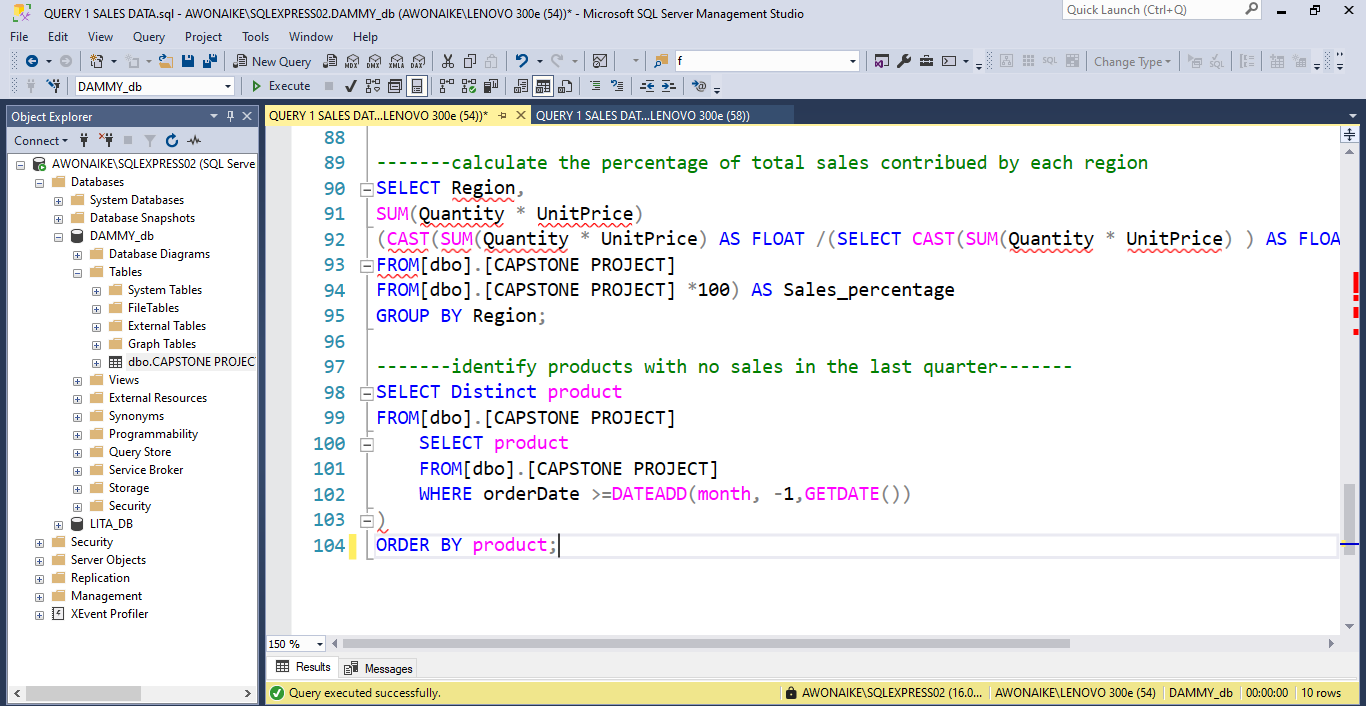 QUERY 1 SALES DATA.sql - AWONAIKE\SQLEXPRESS02.DAMMY_db (AWONAIKE\LENOVO 300e (54))* - Microsoft SQL Server Management Studio
Quick Launch (Ctrl+Q)
File Edit View Query Project Tools Window Help
New Query MDX DMX XMLA DAX f SQL Change Type SQL
DAMMY_db Execute
Object Explorer
QUERY 1 SALES DAT...LENOVO 300e (54))* QUERY 1 SALES DAT...LENOVO 300e (58))
Connect
AWONAIKE\SQLEXPRESS02 (SQL Serve
Databases
System Databases
Database Snapshots
DAMMY_db
Database Diagrams
Tables
System Tables
FileTables
External Tables
Graph Tables
dbo.CAPSTONE PROJEC
Views
External Resources
Synonyms
Programmability
Query Store
Service Broker
Storage
Security
LITA_DB
Security
Server Objects
Replication
Management
XEvent Profiler
88
89 -------calculate the percentage of total sales contribued by each region
90 SELECT Region,
91 SUM(Quantity * UnitPrice)
92 (CAST(SUM(Quantity * UnitPrice) AS FLOAT /(SELECT CAST(SUM(Quantity * UnitPrice) ) AS FLOA
93 FROM[dbo].[CAPSTONE PROJECT]
94 FROM[dbo].[CAPSTONE PROJECT] *100) AS Sales_percentage
95 GROUP BY Region;
96
97 -------identify products with no sales in the last quarter-------
98 SELECT Distinct product
99 FROM[dbo].[CAPSTONE PROJECT]
100 SELECT product
101 FROM[dbo].[CAPSTONE PROJECT]
102 WHERE orderDate >=DATEADD(month, -1,GETDATE())
103 )
104 ORDER BY product;
150 %
Results Messages
Query executed successfully. AWONAIKE\SQLEXPRESS02 (16.0... AWONAIKE\LENOVO 300e (54) DAMMY_db 00:00:00 10 rows